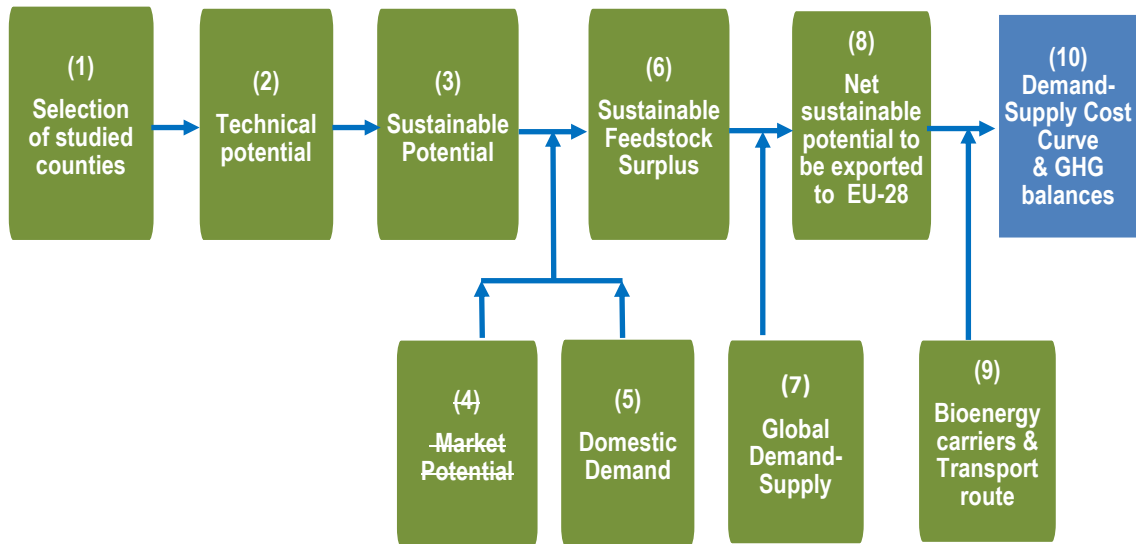 (1)
Selection
of studied
counties
(2)
Technical
potential
(3)
Sustainable
Potential
(6)
Sustainable
Feedstock
Surplus
(8)
Net
sustainable
potential to
be exported
to EU-28
(10)
Demand-
Supply Cost
Curve
& GHG
balances
(4)
Market
Potential
(5)
Domestic
Demand
(7)
Global
Demand-
Supply
(9)
Bioenergy
carriers &
Transport
route